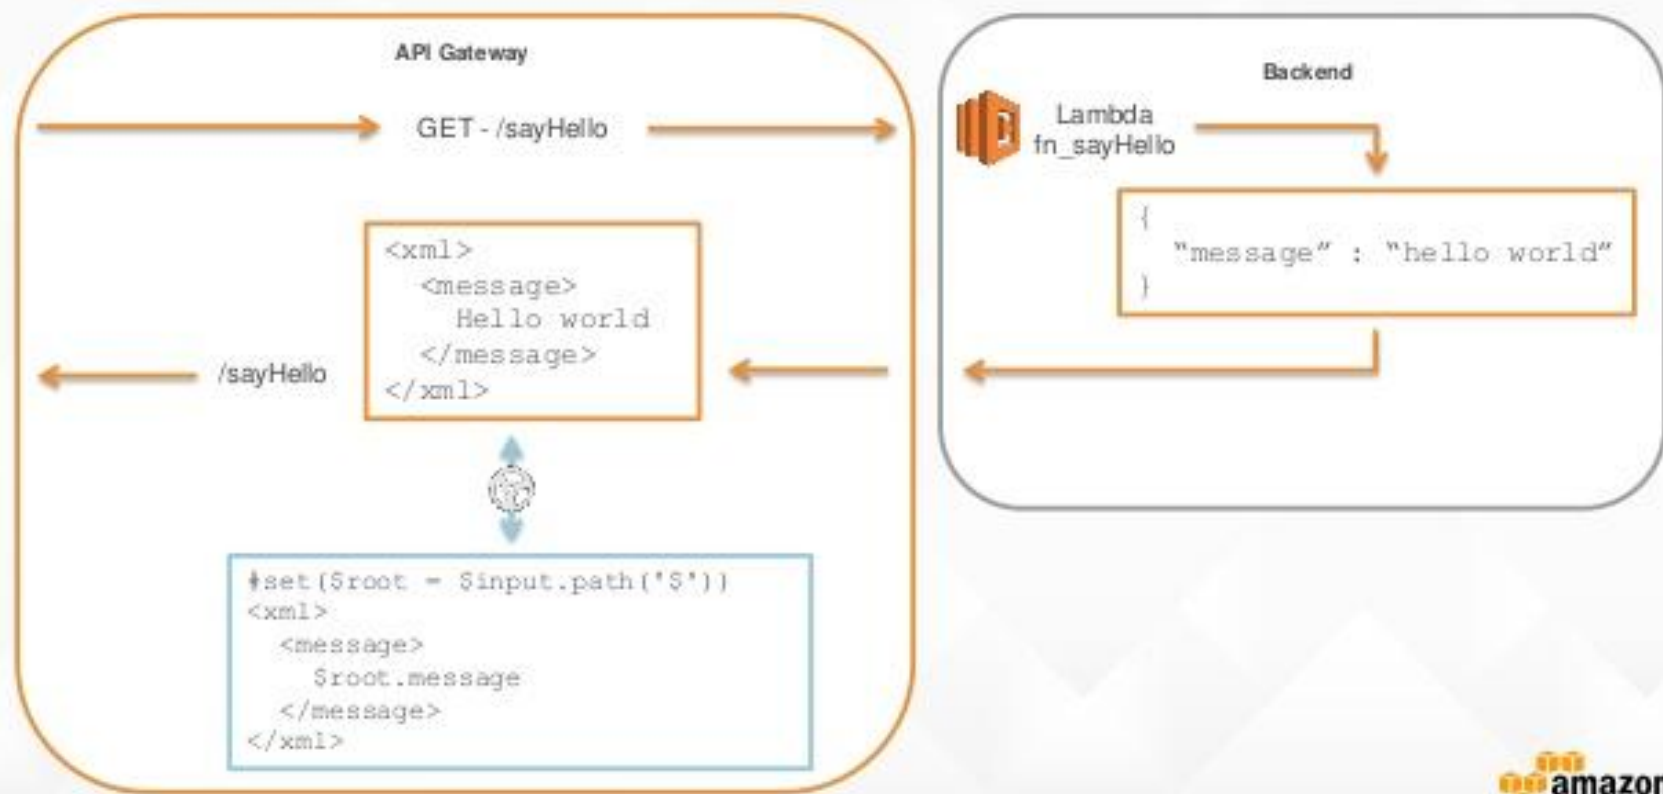 API Gateway
GET - /sayHello
<xml>
<message>
Hello world
</message>
</xml>
/sayHello
#set($root = $input.path('$'))
<xml>
<message>
$root.message
</message>
</xml>
Backend
Lambda
fn_sayHello
{
“message” : “hello world”
}
amazon